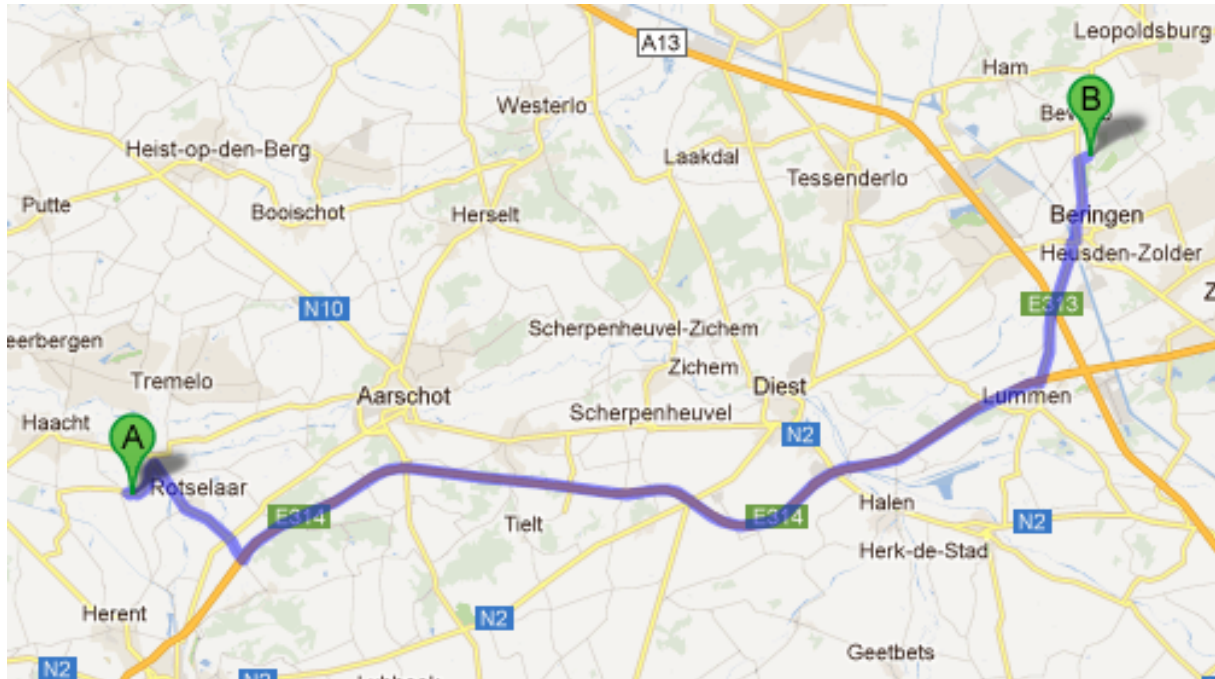 Leopoldsburg
A13
Ham
B
Westerlo
Heist-op-den-Berg
Laakdal
Tessenderlo
Putte
Booischot
Herselt
Beringen
Heusden-Zolder
N10
E313
Z
eerbergen
Scherpenheuvel-Zichem
Zichem
Tremelo
Diest
Aarschot
Lummen
Haacht
A
Scherpenheuvel
N2
Rotselaar
E314
E314
Tielt
Halen
N2
Herk-de-Stad
Herent
N2
Geetbets
N2
N2